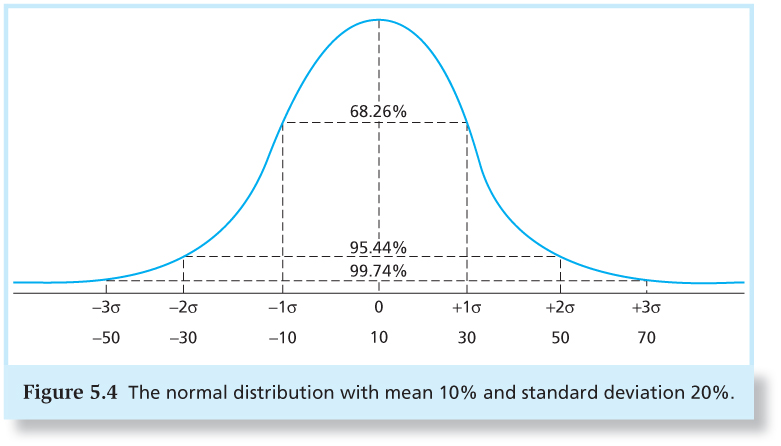 68.26%
95.44%
99.74%
−3σ −2σ −1σ 0 +1σ +2σ +3σ
−50 −30 −10 10 30 50 70
Figure 5.4 The normal distribution with mean 10% and standard deviation 20%.